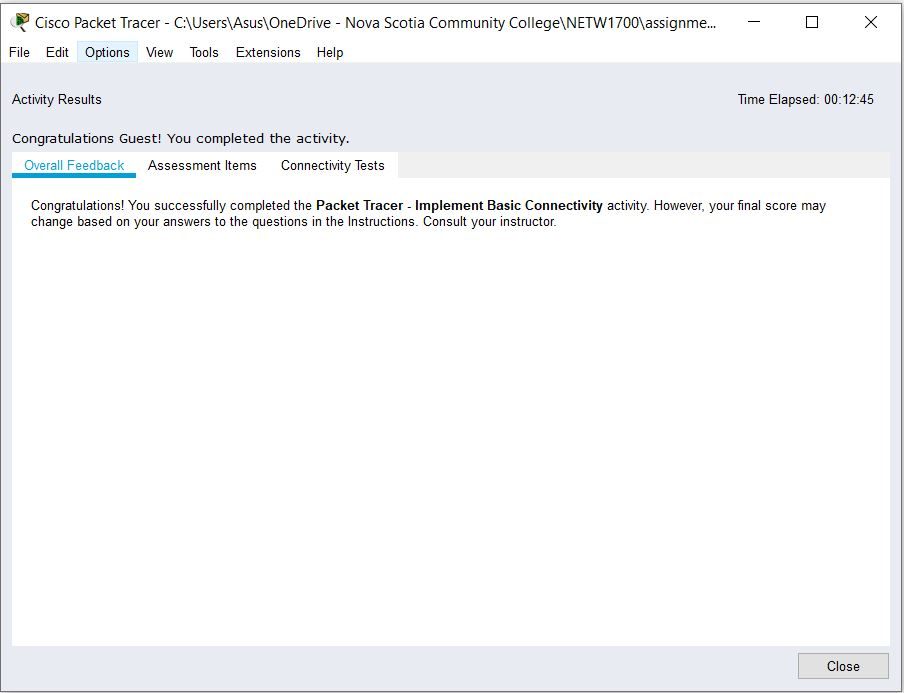 Cisco Packet Tracer - C:\Users\Asus\OneDrive - Nova Scotia Community College\NETW1700\assignme...
File Edit Options View Tools Extensions Help
Activity Results Time Elapsed: 00:12:45
Congratulations Guest! You completed the activity.
Overall Feedback Assessment Items Connectivity Tests
Congratulations! You successfully completed the Packet Tracer - Implement Basic Connectivity activity. However, your final score may
change based on your answers to the questions in the Instructions. Consult your instructor.
Close